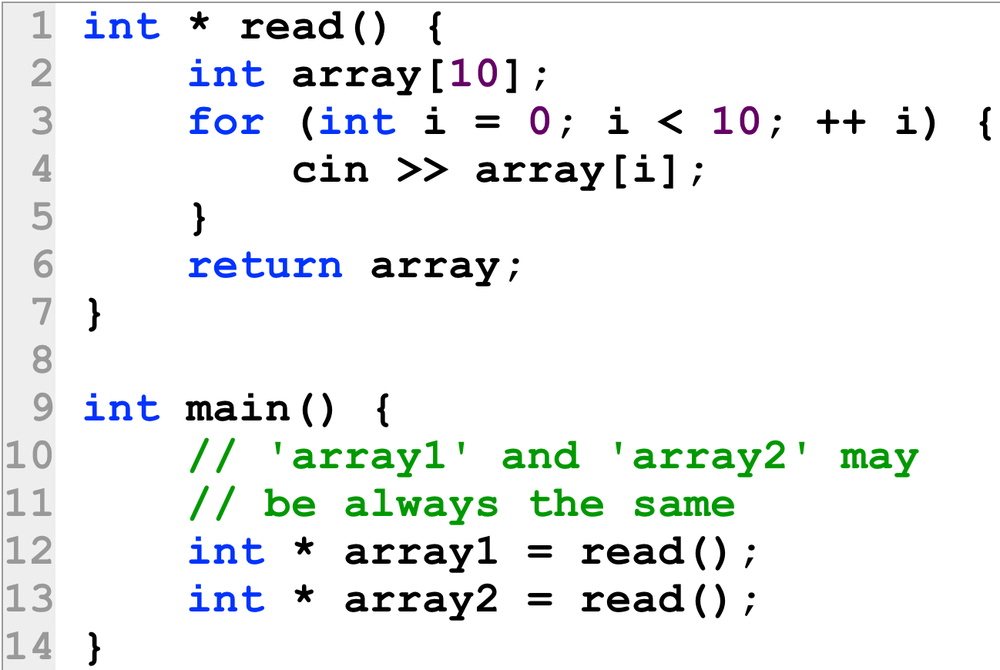 1 int * read() {
2 int array[10];
3 for (int i = 0; i < 10; ++ i) {
4 cin >> array[i];
5 }
6 return array;
7 }
8
9 int main() {
10 // 'array1' and 'array2' may
11 // be always the same
12 int * array1 = read();
13 int * array2 = read();
14 }